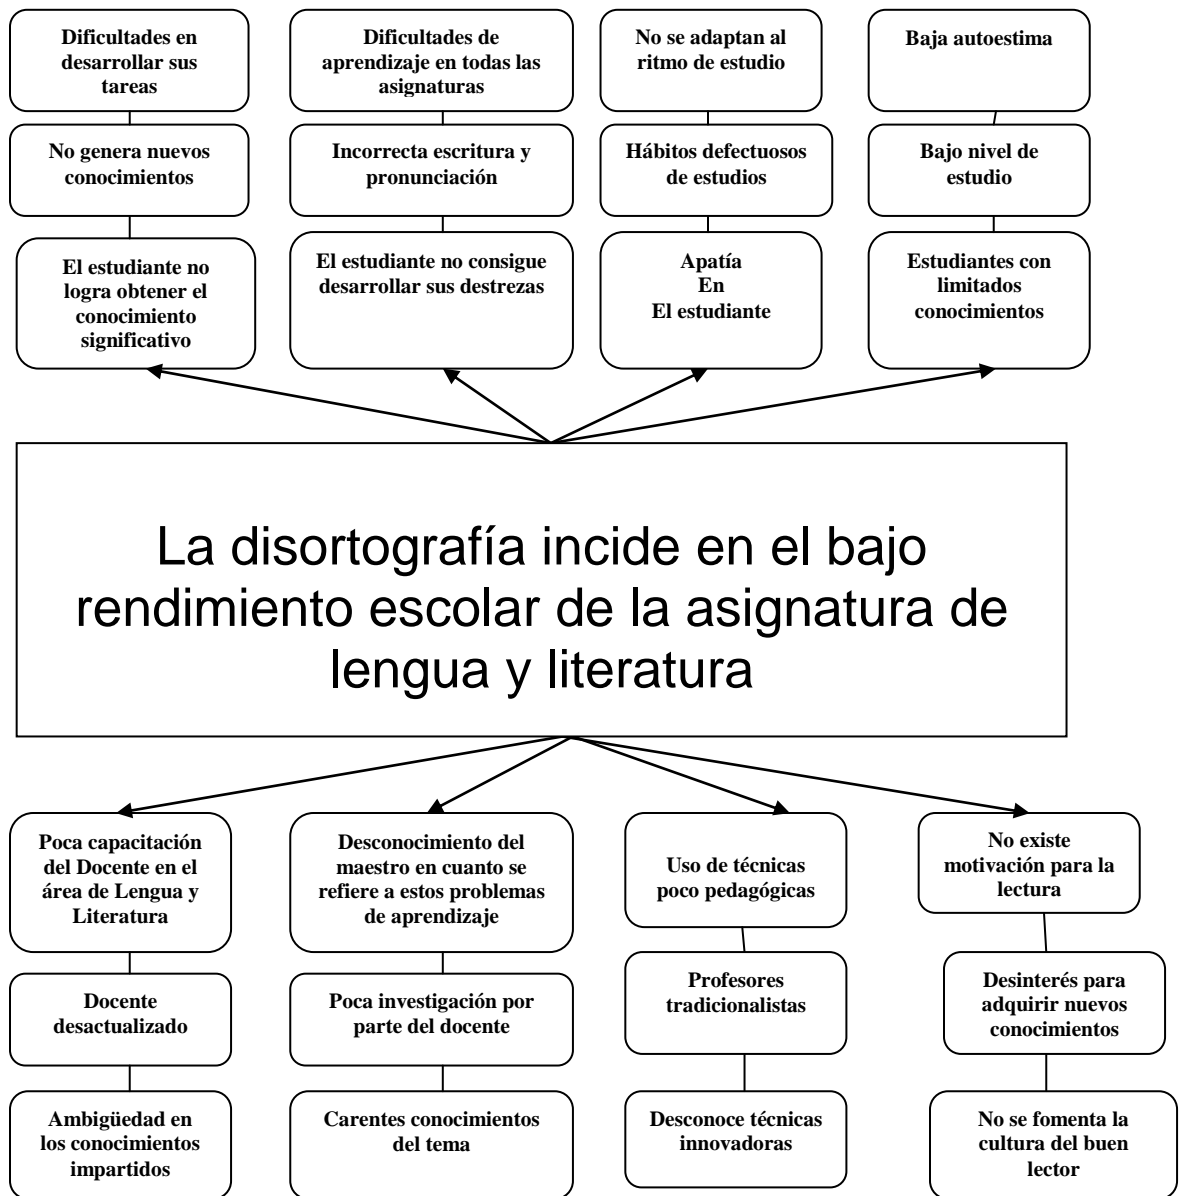 Dificultades en
desarrollar sus
tareas
Dificultades de
aprendizaje en todas las
asignaturas
No se adaptan al
ritmo de estudio
Baja autoestima
No genera nuevos
conocimientos
Incorrecta escritura y
pronunciación
Hábitos defectuosos
de estudios
Bajo nivel de
estudio
El estudiante no
logra obtener el
conocimiento
significativo
El estudiante no consigue
desarrollar sus destrezas
Apatía
En
El estudiante
Estudiantes con
limitados
conocimientos
La disortografía incide en el bajo
rendimiento escolar de la asignatura de
lengua y literatura
Poca capacitación
del Docente en el
área de Lengua y
Literatura
Desconocimiento del
maestro en cuanto se
refiere a estos problemas
de aprendizaje
Uso de técnicas
poco pedagógicas
No existe
motivación para la
lectura
Docente
desactualizado
Poca investigación por
parte del docente
Profesores
tradicionalistas
Desinterés para
adquirir nuevos
conocimientos
Ambigüedad en
los conocimientos
impartidos
Carentes conocimientos
del tema
Desconoce técnicas
innovadoras
No se fomenta la
cultura del buen
lector